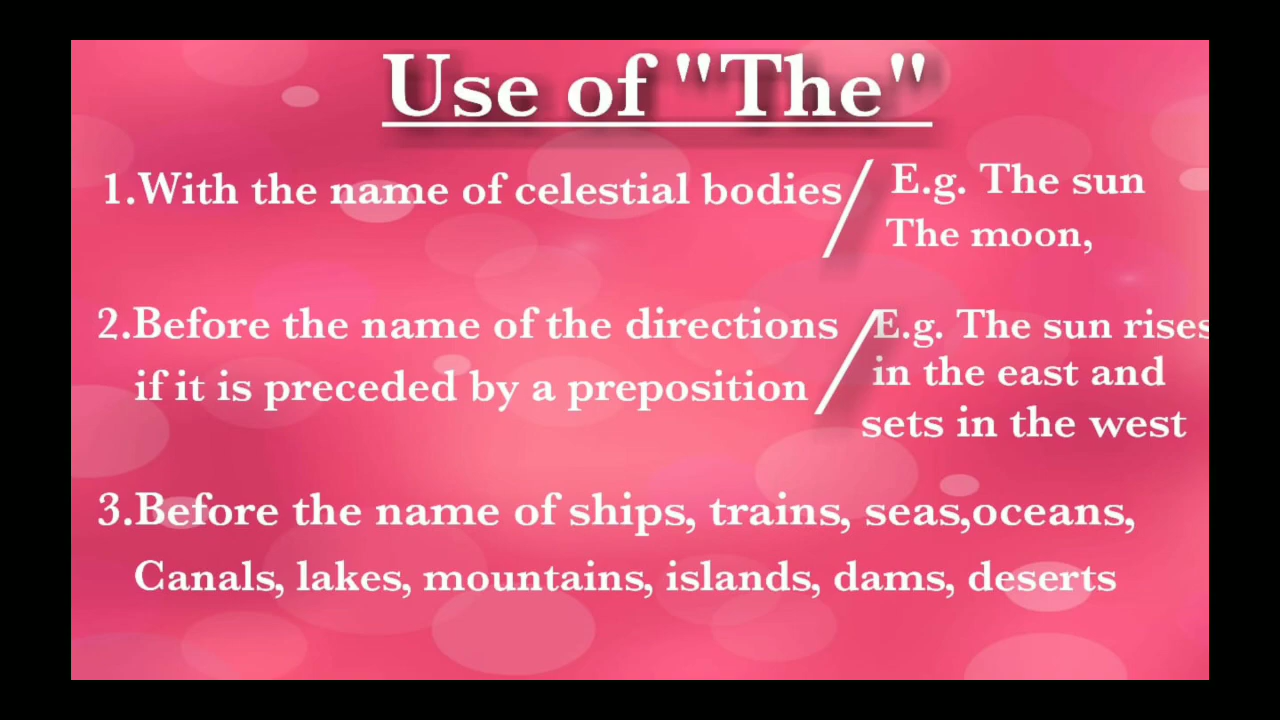 Use of "The"
1.With the name of celestial bodies
E.g. The sun
The moon,
2.Before the name of the directions
if it is preceded by a preposition
E.g. The sun rises
in the east and
sets in the west
3.Before the name of ships, trains, seas,oceans,
Canals, lakes, mountains, islands, dams, deserts